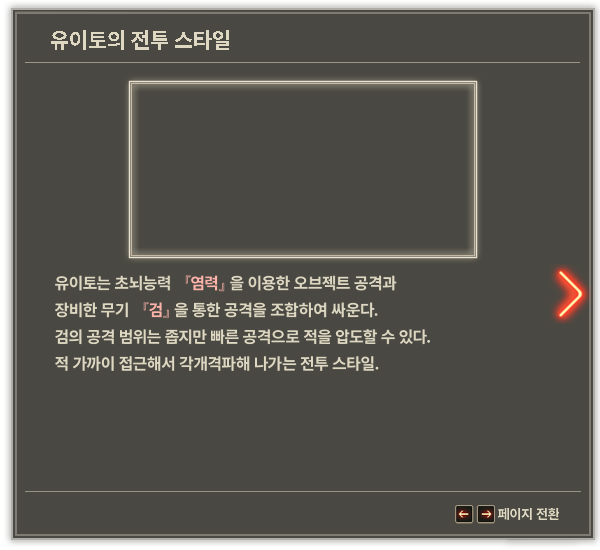 유이토의 전투 스타일
유이토는 초뇌능력 『염력』을 이용한 오브젝트 공격과
장비한 무기 『검』을 통한 공격을 조합하여 싸운다.
검의 공격 범위는 좁지만 빠른 공격으로 적을 압도할 수 있다.
적 가까이 접근해서 각개격파해 나가는 전투 스타일.
← → 페이지 전환